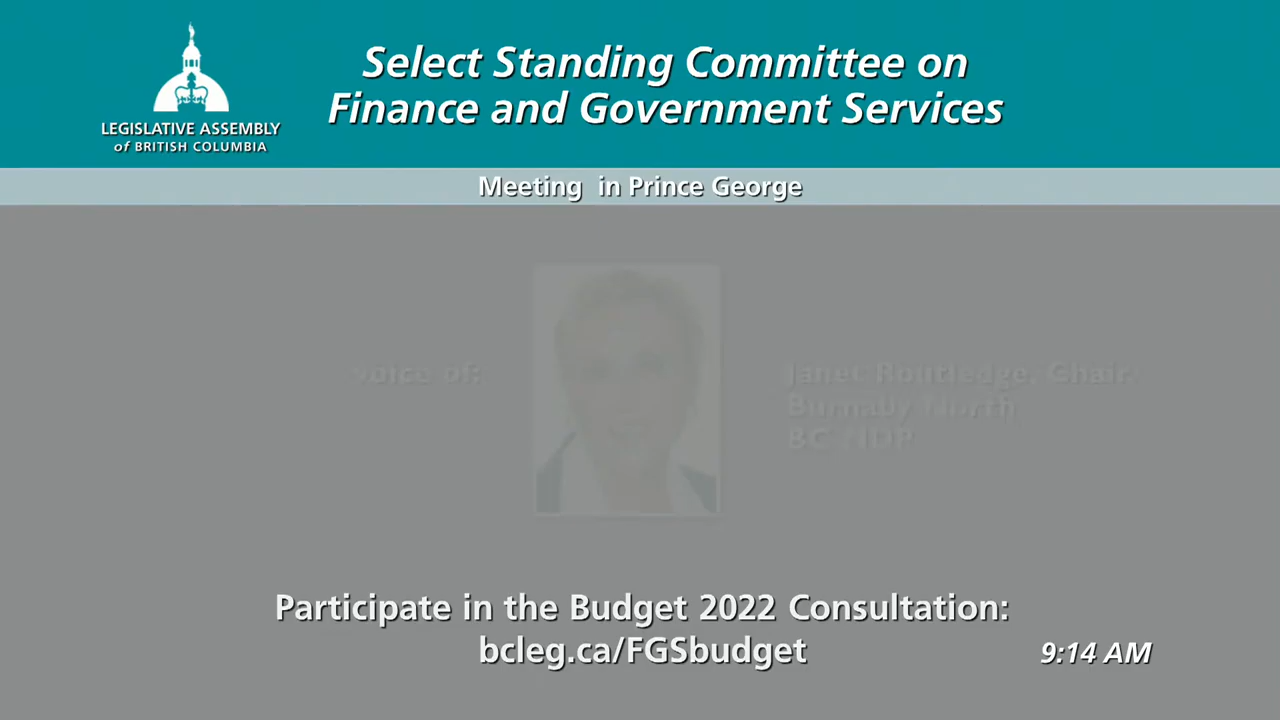 LEGISLATIVE ASSEMBLY
of BRITISH COLUMBIA
Select Standing Committee on
Finance and Government Services
Meeting in Prince George
Voice of:
Janet Routledge, Chair
Burnaby North
BC NDP
Participate in the Budget 2022 Consultation:
bcleg.ca/FGSbudget
9:14 AM